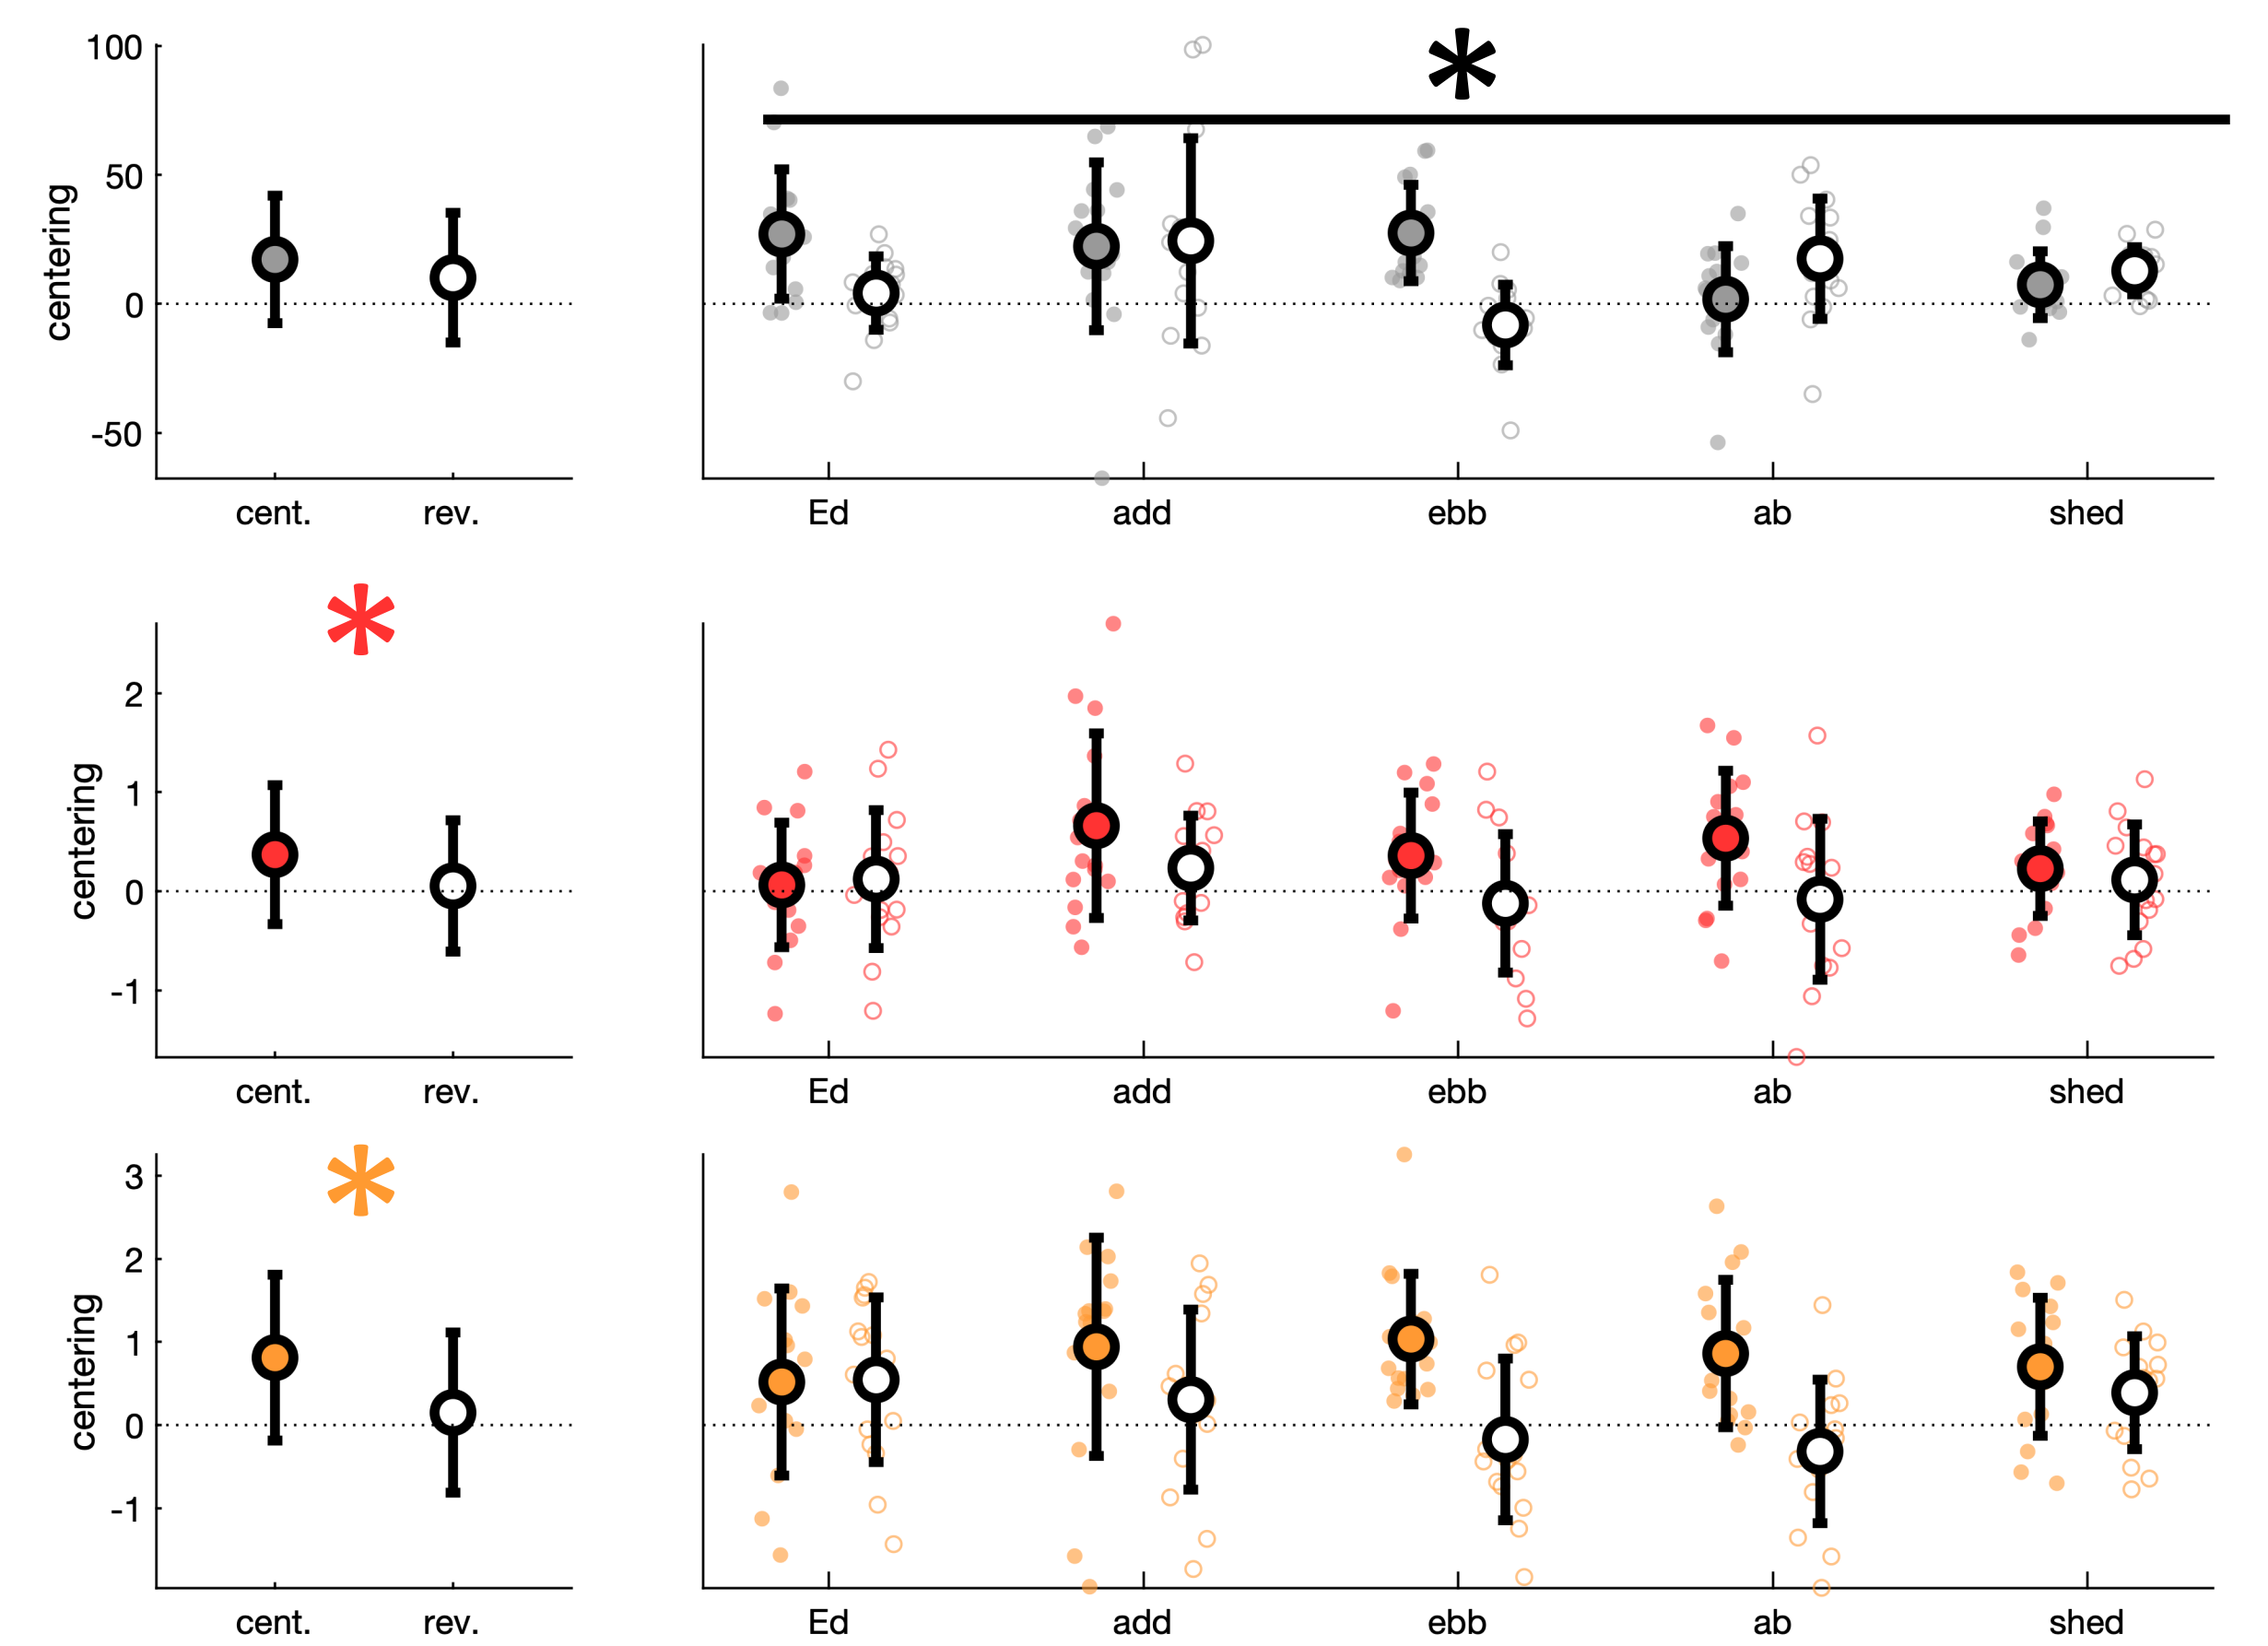 *
100
50
0
-50
centering
cent. rev.
Ed add ebb ab shed
*
2
1
0
-1
centering
cent. rev.
Ed add ebb ab shed
*
3
2
1
0
-1
centering
cent. rev.
Ed add ebb ab shed